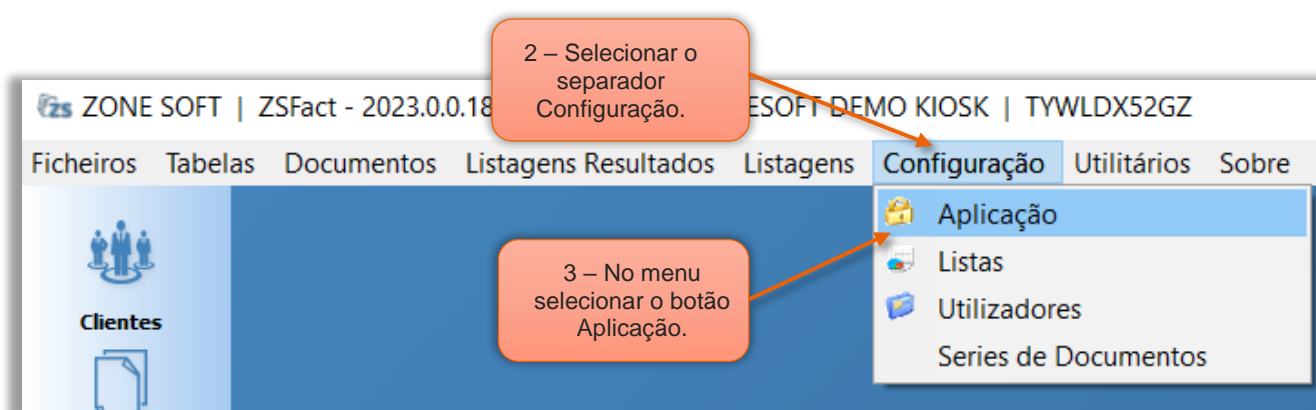 2 – Selecionar o
separador
Configuração.
ZONE SOFT | ZSFact - 2023.0.0.18 ESOFT DEMO KIOSK | TYWLDX52GZ
Ficheiros Tabelas Documentos Listagens Resultados Listagens Configuração Utilitários Sobre
Aplicação
3 – No menu
selecionar o botão
Aplicação.
Listas
Utilizadores
Series de Documentos
Clientes